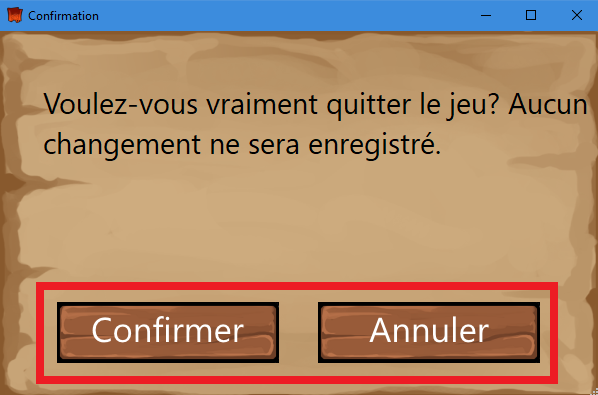 Confirmation
Voulez-vous vraiment quitter le jeu? Aucun
changement ne sera enregistré.
Confirmer
Annuler